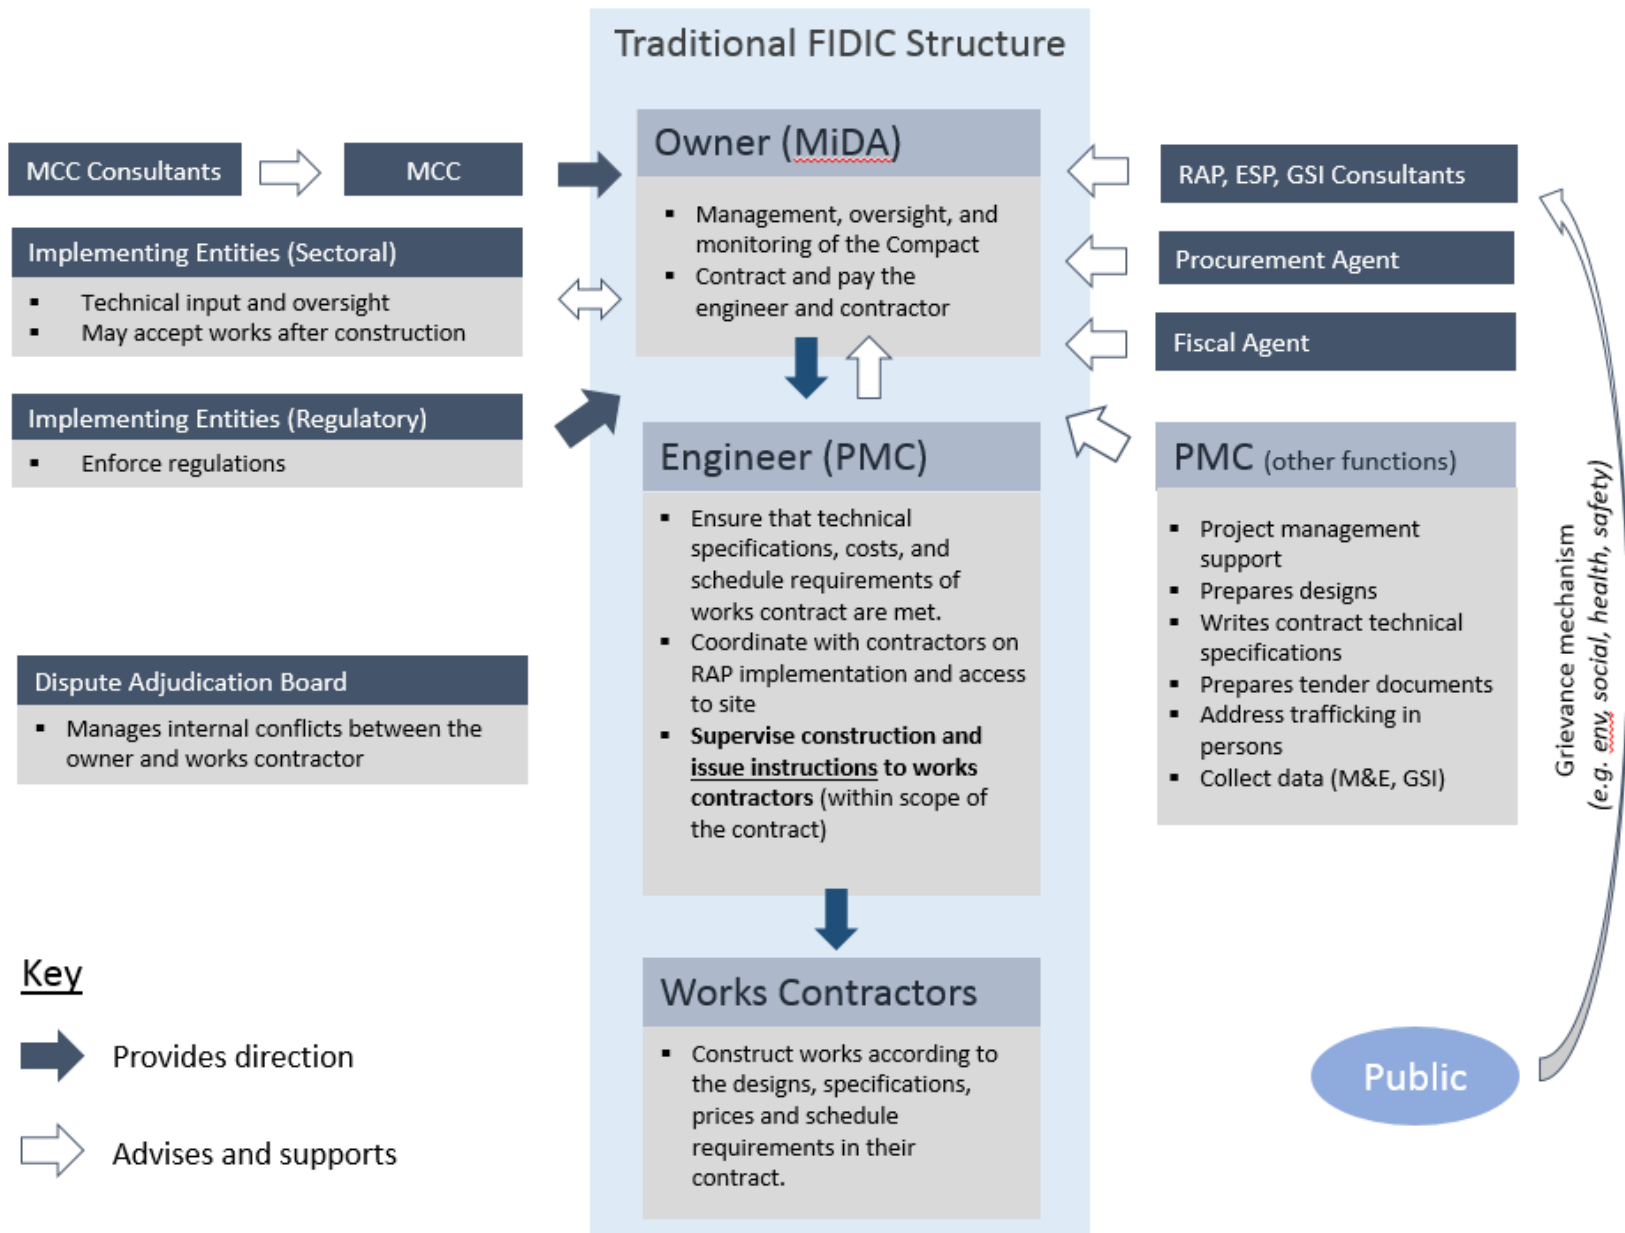 Traditional FIDIC Structure
MCC Consultants
MCC
Implementing Entities (Sectoral)
▪ Technical input and oversight
▪ May accept works after construction
Implementing Entities (Regulatory)
▪ Enforce regulations
Dispute Adjudication Board
▪ Manages internal conflicts between the
owner and works contractor
Key
Provides direction
Advises and supports
Owner (MiDA)
▪ Management, oversight, and
monitoring of the Compact
▪ Contract and pay the
engineer and contractor
Engineer (PMC)
▪ Ensure that technical
specifications, costs, and
schedule requirements of
works contract are met.
▪ Coordinate with contractors on
RAP implementation and access
to site
▪ Supervise construction and
issue instructions to works
contractors (within scope of
the contract)
Works Contractors
▪ Construct works according to
the designs, specifications,
prices and schedule
requirements in their
contract.
RAP, ESP, GSI Consultants
Procurement Agent
Fiscal Agent
PMC (other functions)
▪ Project management
support
▪ Prepares designs
▪ Writes contract technical
specifications
▪ Prepares tender documents
▪ Address trafficking in
persons
▪ Collect data (M&E, GSI)
Grievance mechanism
(e.g. env, social, health, safety)
Public